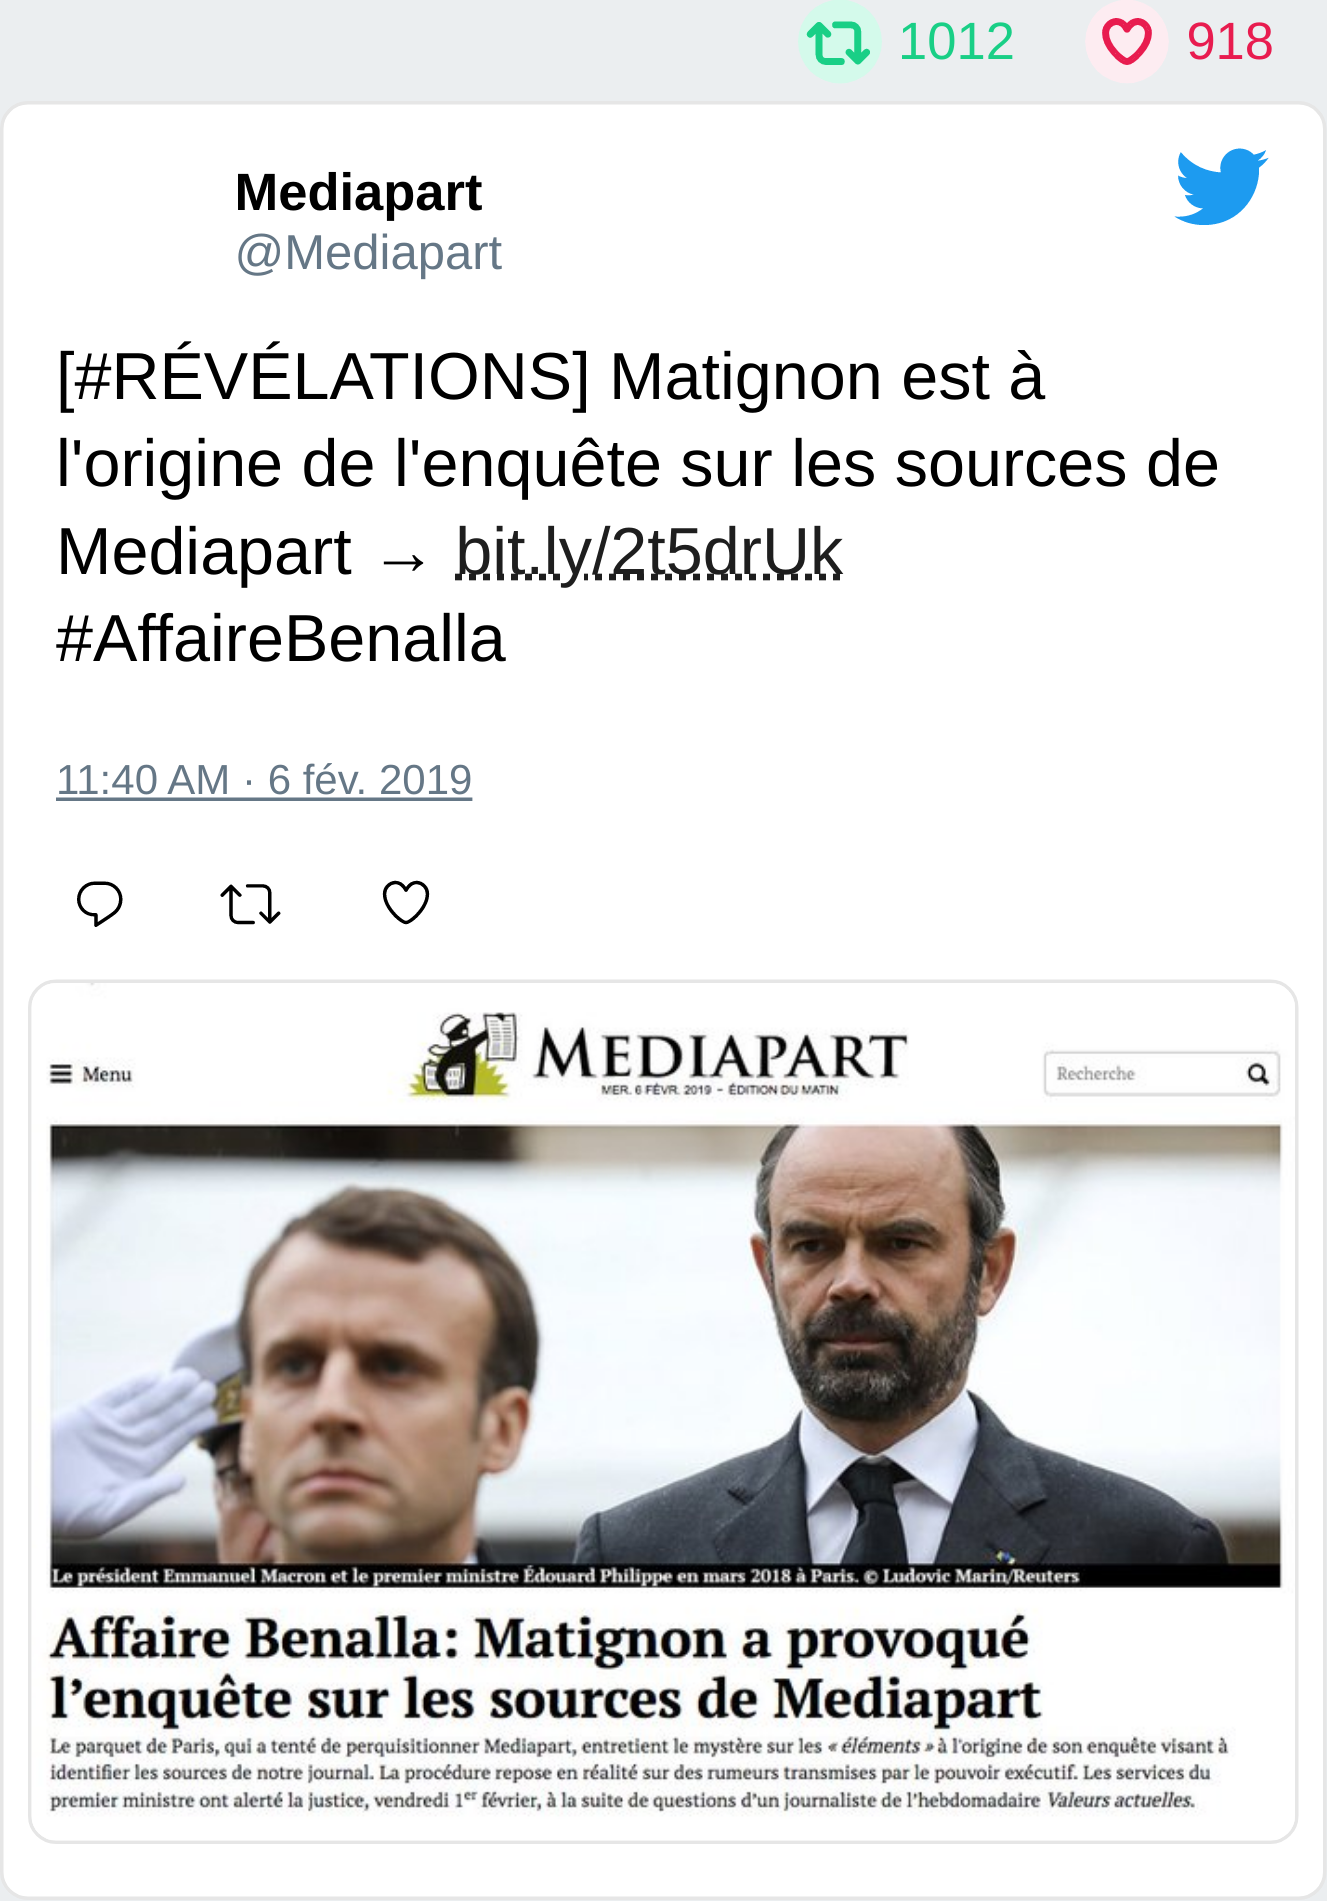 1012 918
Mediapart
@Mediapart
[#RÉVÉLATIONS] Matignon est à
l'origine de l'enquête sur les sources de
Mediapart → bit.ly/2t5drUk
#AffaireBenalla
11:40 AM · 6 fév. 2019
MEDIAPART
Menu
Recherche
MER. 6 FÉVR. 2019 – ÉDITION DU MATIN
Le président Emmanuel Macron et le premier ministre Édouard Philippe en mars 2018 à Paris. © Ludovic Marin/Reuters
Affaire Benalla: Matignon a provoqué
l’enquête sur les sources de Mediapart
Le parquet de Paris, qui a tenté de perquisitionner Mediapart, entretient le mystère sur les « éléments » à l'origine de son enquête visant à
identifier les sources de notre journal. La procédure repose en réalité sur des rumeurs transmises par le pouvoir exécutif. Les services du
premier ministre ont alerté la justice, vendredi 1er février, à la suite de questions d’un journaliste de l’hebdomadaire Valeurs actuelles.